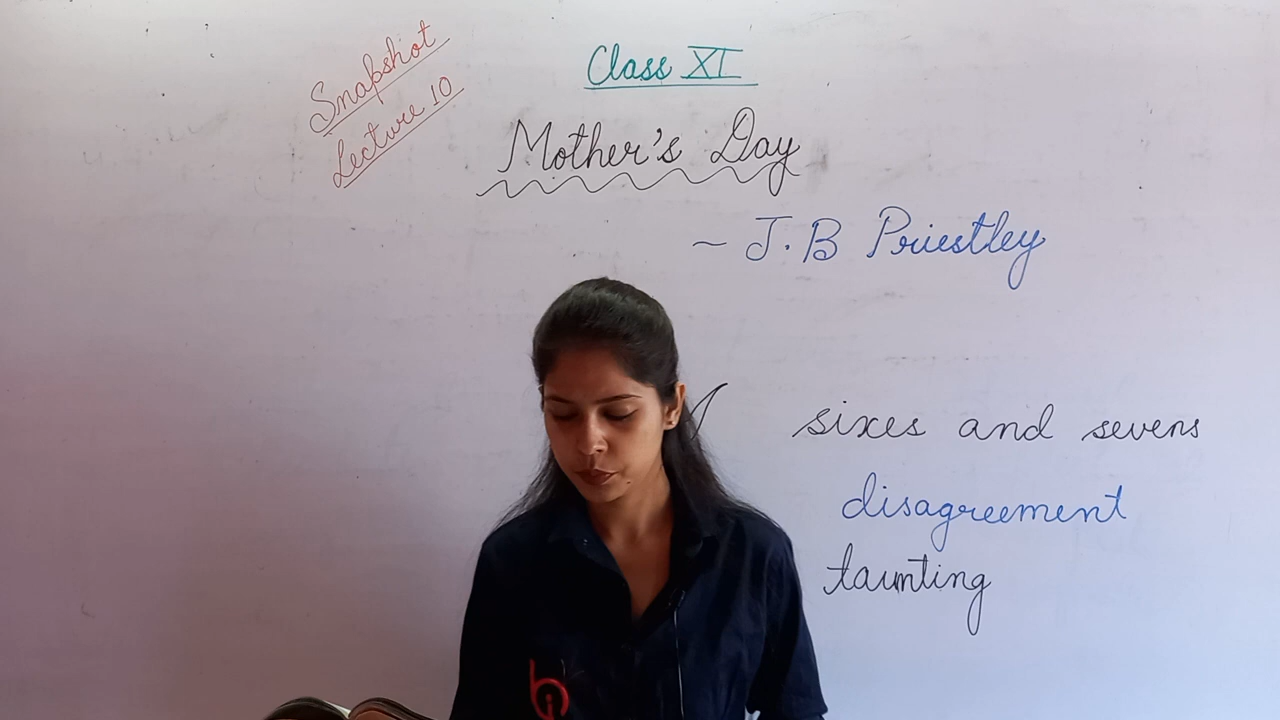 Snapshot
Lecture 10
Class XI
Mother's Day
~ J.B Priestley
sixes and sevens
disagreement
taunting